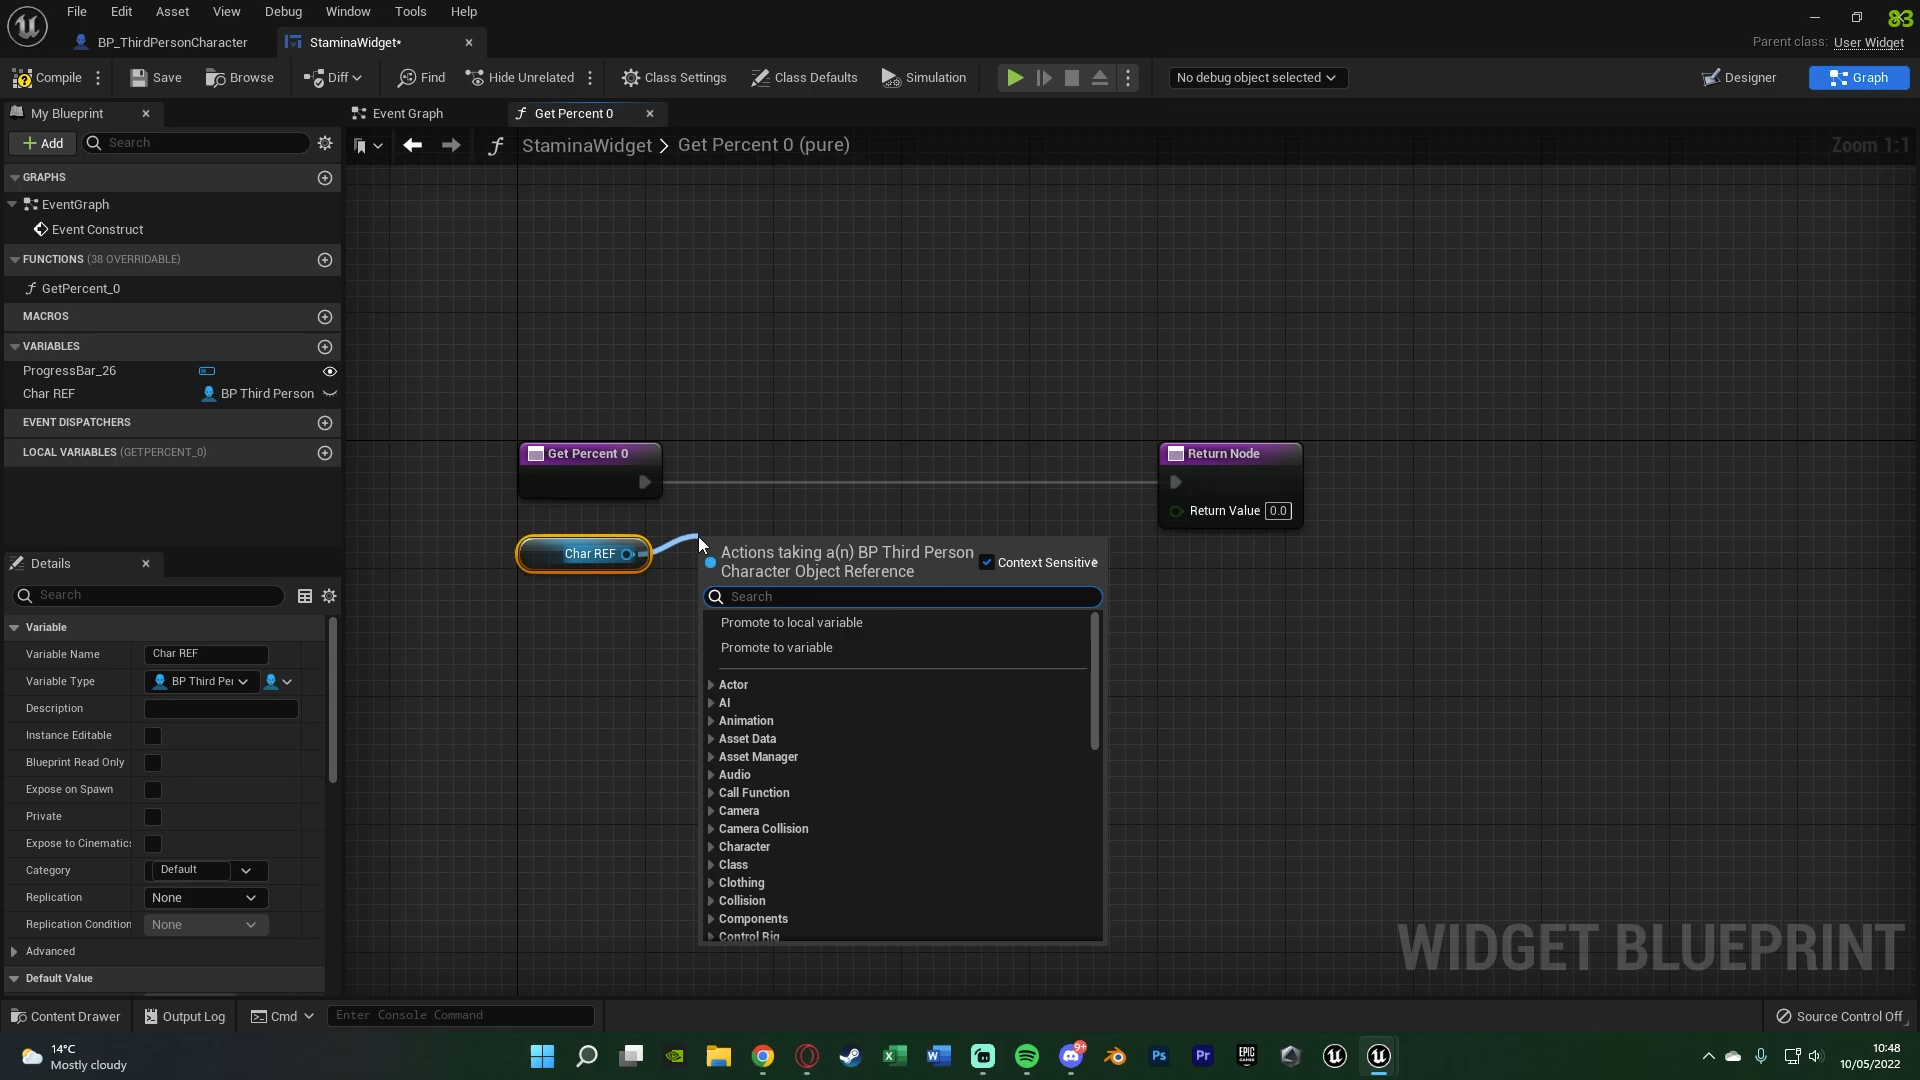 File Edit Asset View Debug Window Tools Help
BP_ThirdPersonCharacter StaminaWidget*
Parent class: User Widget
Compile Save Browse Diff Find Hide Unrelated Class Settings Class Defaults Simulation No debug object selected Designer Graph
My Blueprint Event Graph Get Percent 0
Add Search StaminaWidget > Get Percent 0 (pure) Zoom 1:1
GRAPHS
EventGraph
Event Construct
FUNCTIONS (38 OVERRIDABLE)
GetPercent_0
MACROS
VARIABLES
ProgressBar_26
Char REF BP Third Person
EVENT DISPATCHERS
LOCAL VARIABLES (GETPERCENT_0)
Get Percent 0
Return Node
Return Value 0.0
Char REF
Actions taking a(n) BP Third Person
Character Object Reference
Context Sensitive
Search
Promote to local variable
Promote to variable
Actor
AI
Animation
Asset Data
Asset Manager
Audio
Call Function
Camera
Camera Collision
Character
Class
Clothing
Collision
Components
Control Rig
Details
Search
Variable
Variable Name Char REF
Variable Type BP Third Per
Description
Instance Editable
Blueprint Read Only
Expose on Spawn
Private
Expose to Cinematics
Category Default
Replication None
Replication Condition None
Advanced
Default Value
WIDGET BLUEPRINT
Content Drawer Output Log Cmd Enter Console Command Source Control Off
14°C
Mostly cloudy
9+
10:48
10/05/2022